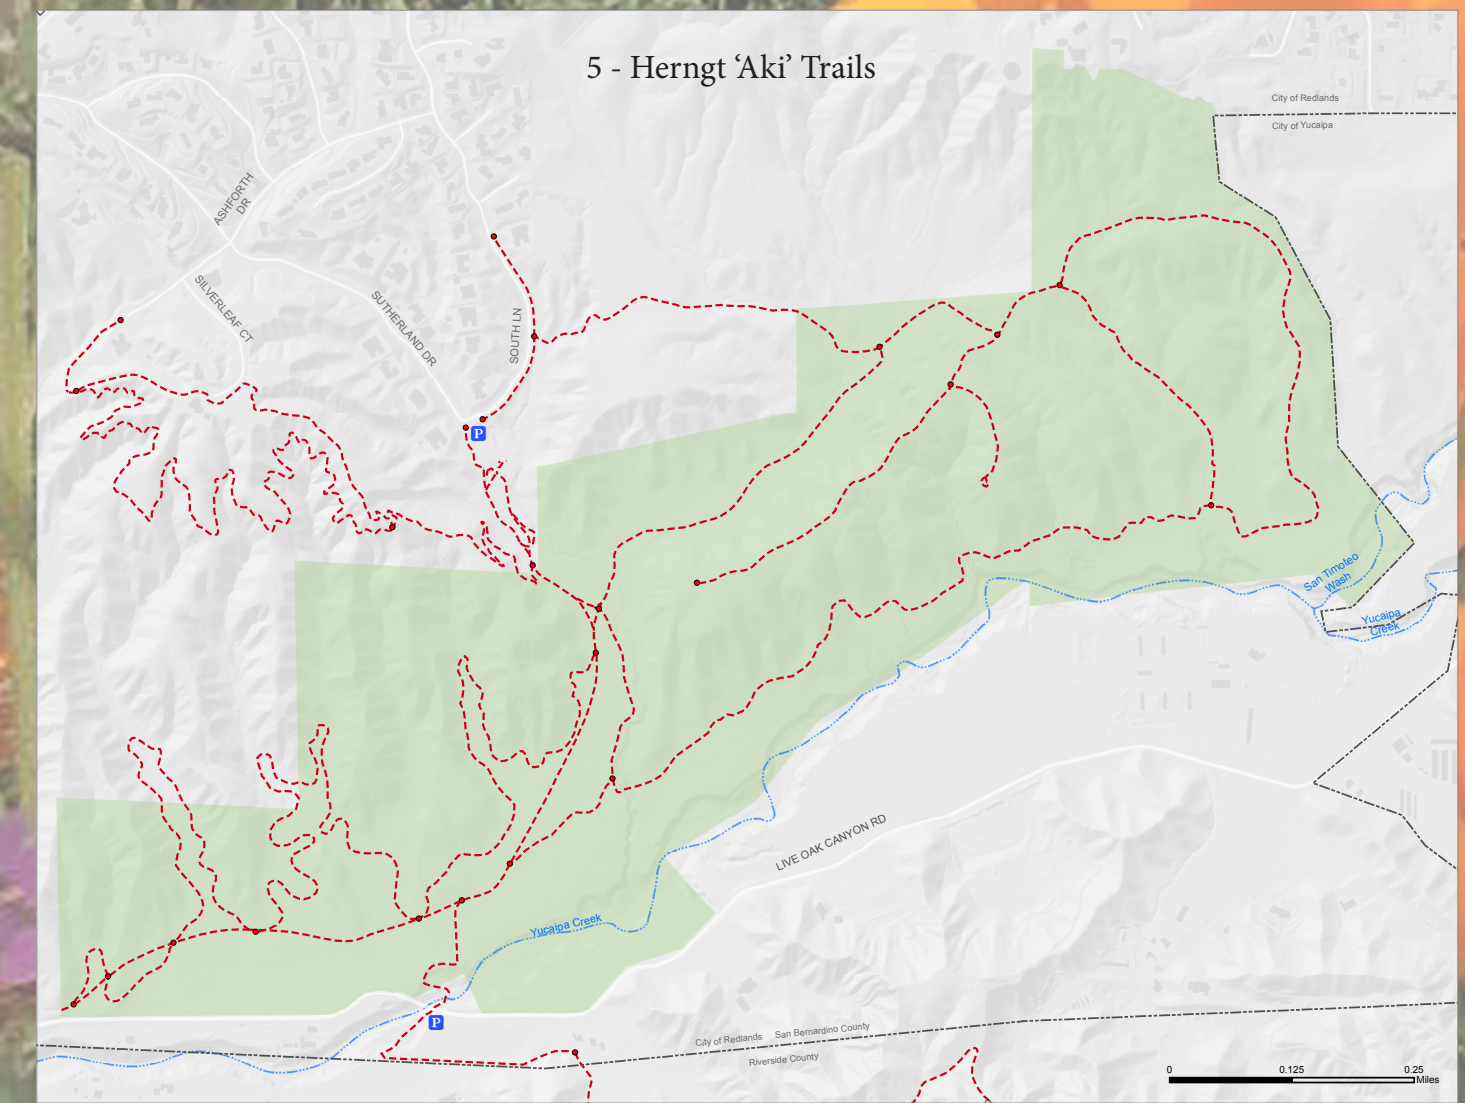 5 - Herngt ‘Aki’ Trails
City of Redlands
City of Yucaipa
ASHFORTH
DR
SILVERLEAF CT
SUTHERLAND DR
SOUTH LN
P
San Timoteo
Wash
Yucaipa
Creek
LIVE OAK CANYON RD
Yucaipa Creek
P
City of Redlands San Bernardino County
Riverside County
0 0.125 0.25
Miles